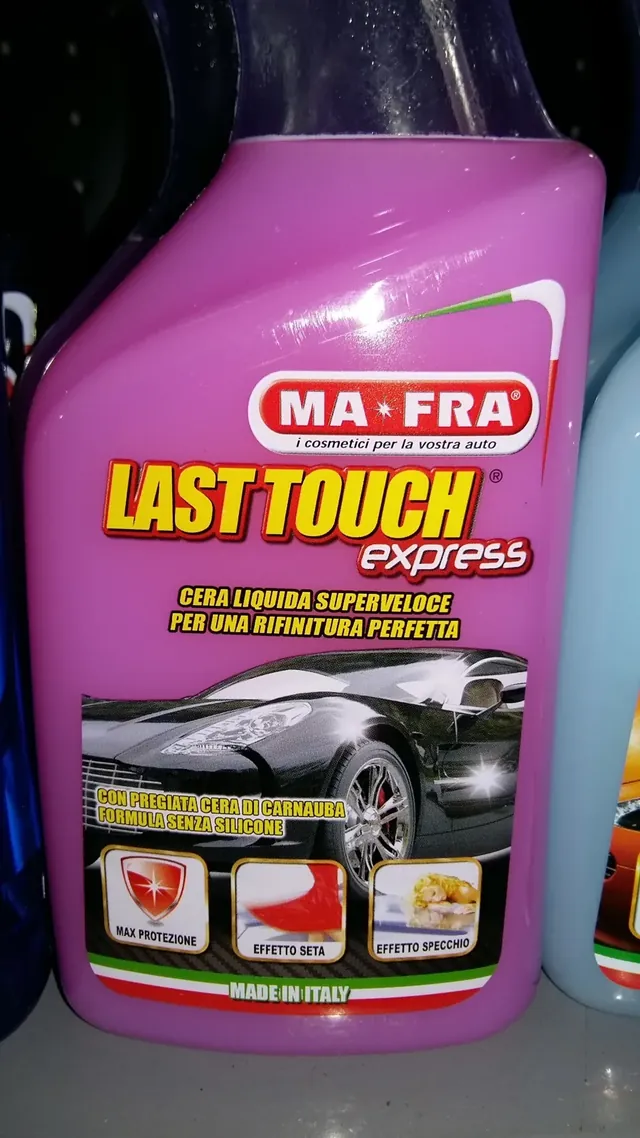 MA FRA®
i cosmetici per la vostra auto
LAST TOUCH®
express
CERA LIQUIDA SUPERVELOCE
PER UNA RIFINITURA PERFETTA
CON PREGIATA CERA DI CARNAUBA
FORMULA SENZA SILICONE
MAX PROTEZIONE
EFFETTO SETA
EFFETTO SPECCHIO
MADE IN ITALY